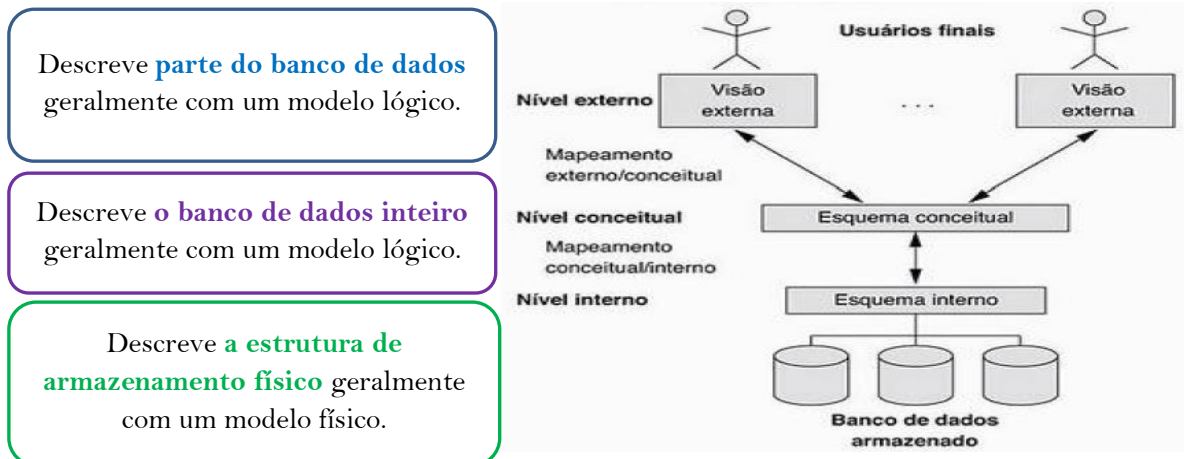 Descreve parte do banco de dados
geralmente com um modelo lógico.
Descreve o banco de dados inteiro
geralmente com um modelo lógico.
Descreve a estrutura de
armazenamento físico geralmente
com um modelo físico.
Usuários finais
Nível externo
Visão
externa
. . .
Visão
externa
Mapeamento
externo/conceitual
Nível conceitual
Esquema conceitual
Mapeamento
conceitual/interno
Nível interno
Esquema interno
Banco de dados
armazenado